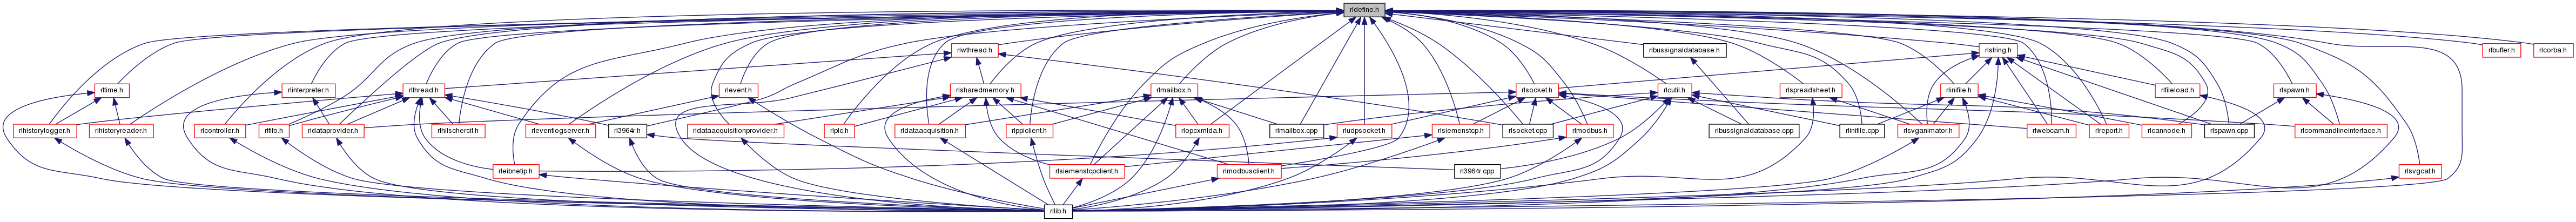 rldefine.h
rlwthread.h
rlbussignaldatabase.h
rlstring.h
rlbuffer.h
rlcorba.h
rltime.h
rlinterpreter.h
rlthread.h
rlevent.h
rlsharedmemory.h
rlmailbox.h
rlsocket.h
rlcutil.h
rlspreadsheet.h
rlinifile.h
rlfileload.h
rlspawn.h
rlhistorylogger.h
rlhistoryreader.h
rlcontroller.h
rlfifo.h
rldataprovider.h
rlhilschercif.h
rleventlogserver.h
rl3964r.h
rldataacquisitionprovider.h
rlplc.h
rldataacquisition.h
rlppiclient.h
rlopcxmlda.h
rlmailbox.cpp
rludpsocket.h
rlsiemenstcp.h
rlsocket.cpp
rlmodbus.h
rlbussignaldatabase.cpp
rlinifile.cpp
rlsvganimator.h
rlwebcam.h
rlreport.h
rlcannode.h
rlspawn.cpp
rlcommandlineinterface.h
rleibnetip.h
rlsiemenstcpclient.h
rlmodbusclient.h
rl3964r.cpp
rlsvgcat.h
rllib.h